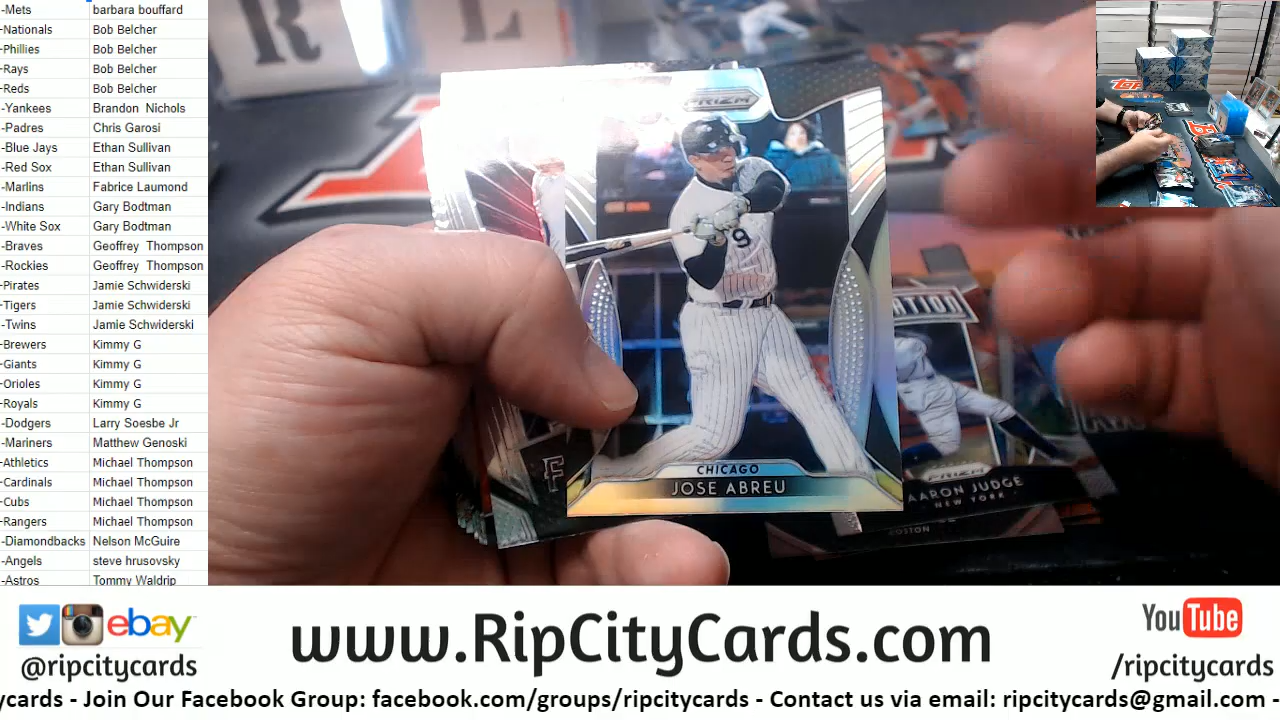 -Mets barbara bouffard
-Nationals Bob Belcher
-Phillies Bob Belcher
-Rays Bob Belcher
-Reds Bob Belcher
-Yankees Brandon Nichols
-Padres Chris Garosi
-Blue Jays Ethan Sullivan
-Red Sox Ethan Sullivan
-Marlins Fabrice Laumond
-Indians Gary Bodtman
-White Sox Gary Bodtman
-Braves Geoffrey Thompson
-Rockies Geoffrey Thompson
-Pirates Jamie Schwiderski
-Tigers Jamie Schwiderski
-Twins Jamie Schwiderski
-Brewers Kimmy G
-Giants Kimmy G
-Orioles Kimmy G
-Royals Kimmy G
-Dodgers Larry Soesbe Jr
-Mariners Matthew Genoski
-Athletics Michael Thompson
-Cardinals Michael Thompson
-Cubs Michael Thompson
-Rangers Michael Thompson
-Diamondbacks Nelson McGuire
-Angels steve hrusovsky
-Astros Tommy Waldrip
PRIZM
9
CHICAGO
JOSE ABREU
PRIZM
AARON JUDGE
NEW YORK
BOSTON
ebay
@ripcitycards
www.RipCityCards.com
YouTube
/ripcitycards
ycards - Join Our Facebook Group: facebook.com/groups/ripcitycards - Contact us via email: ripcitycards@gmail.com -